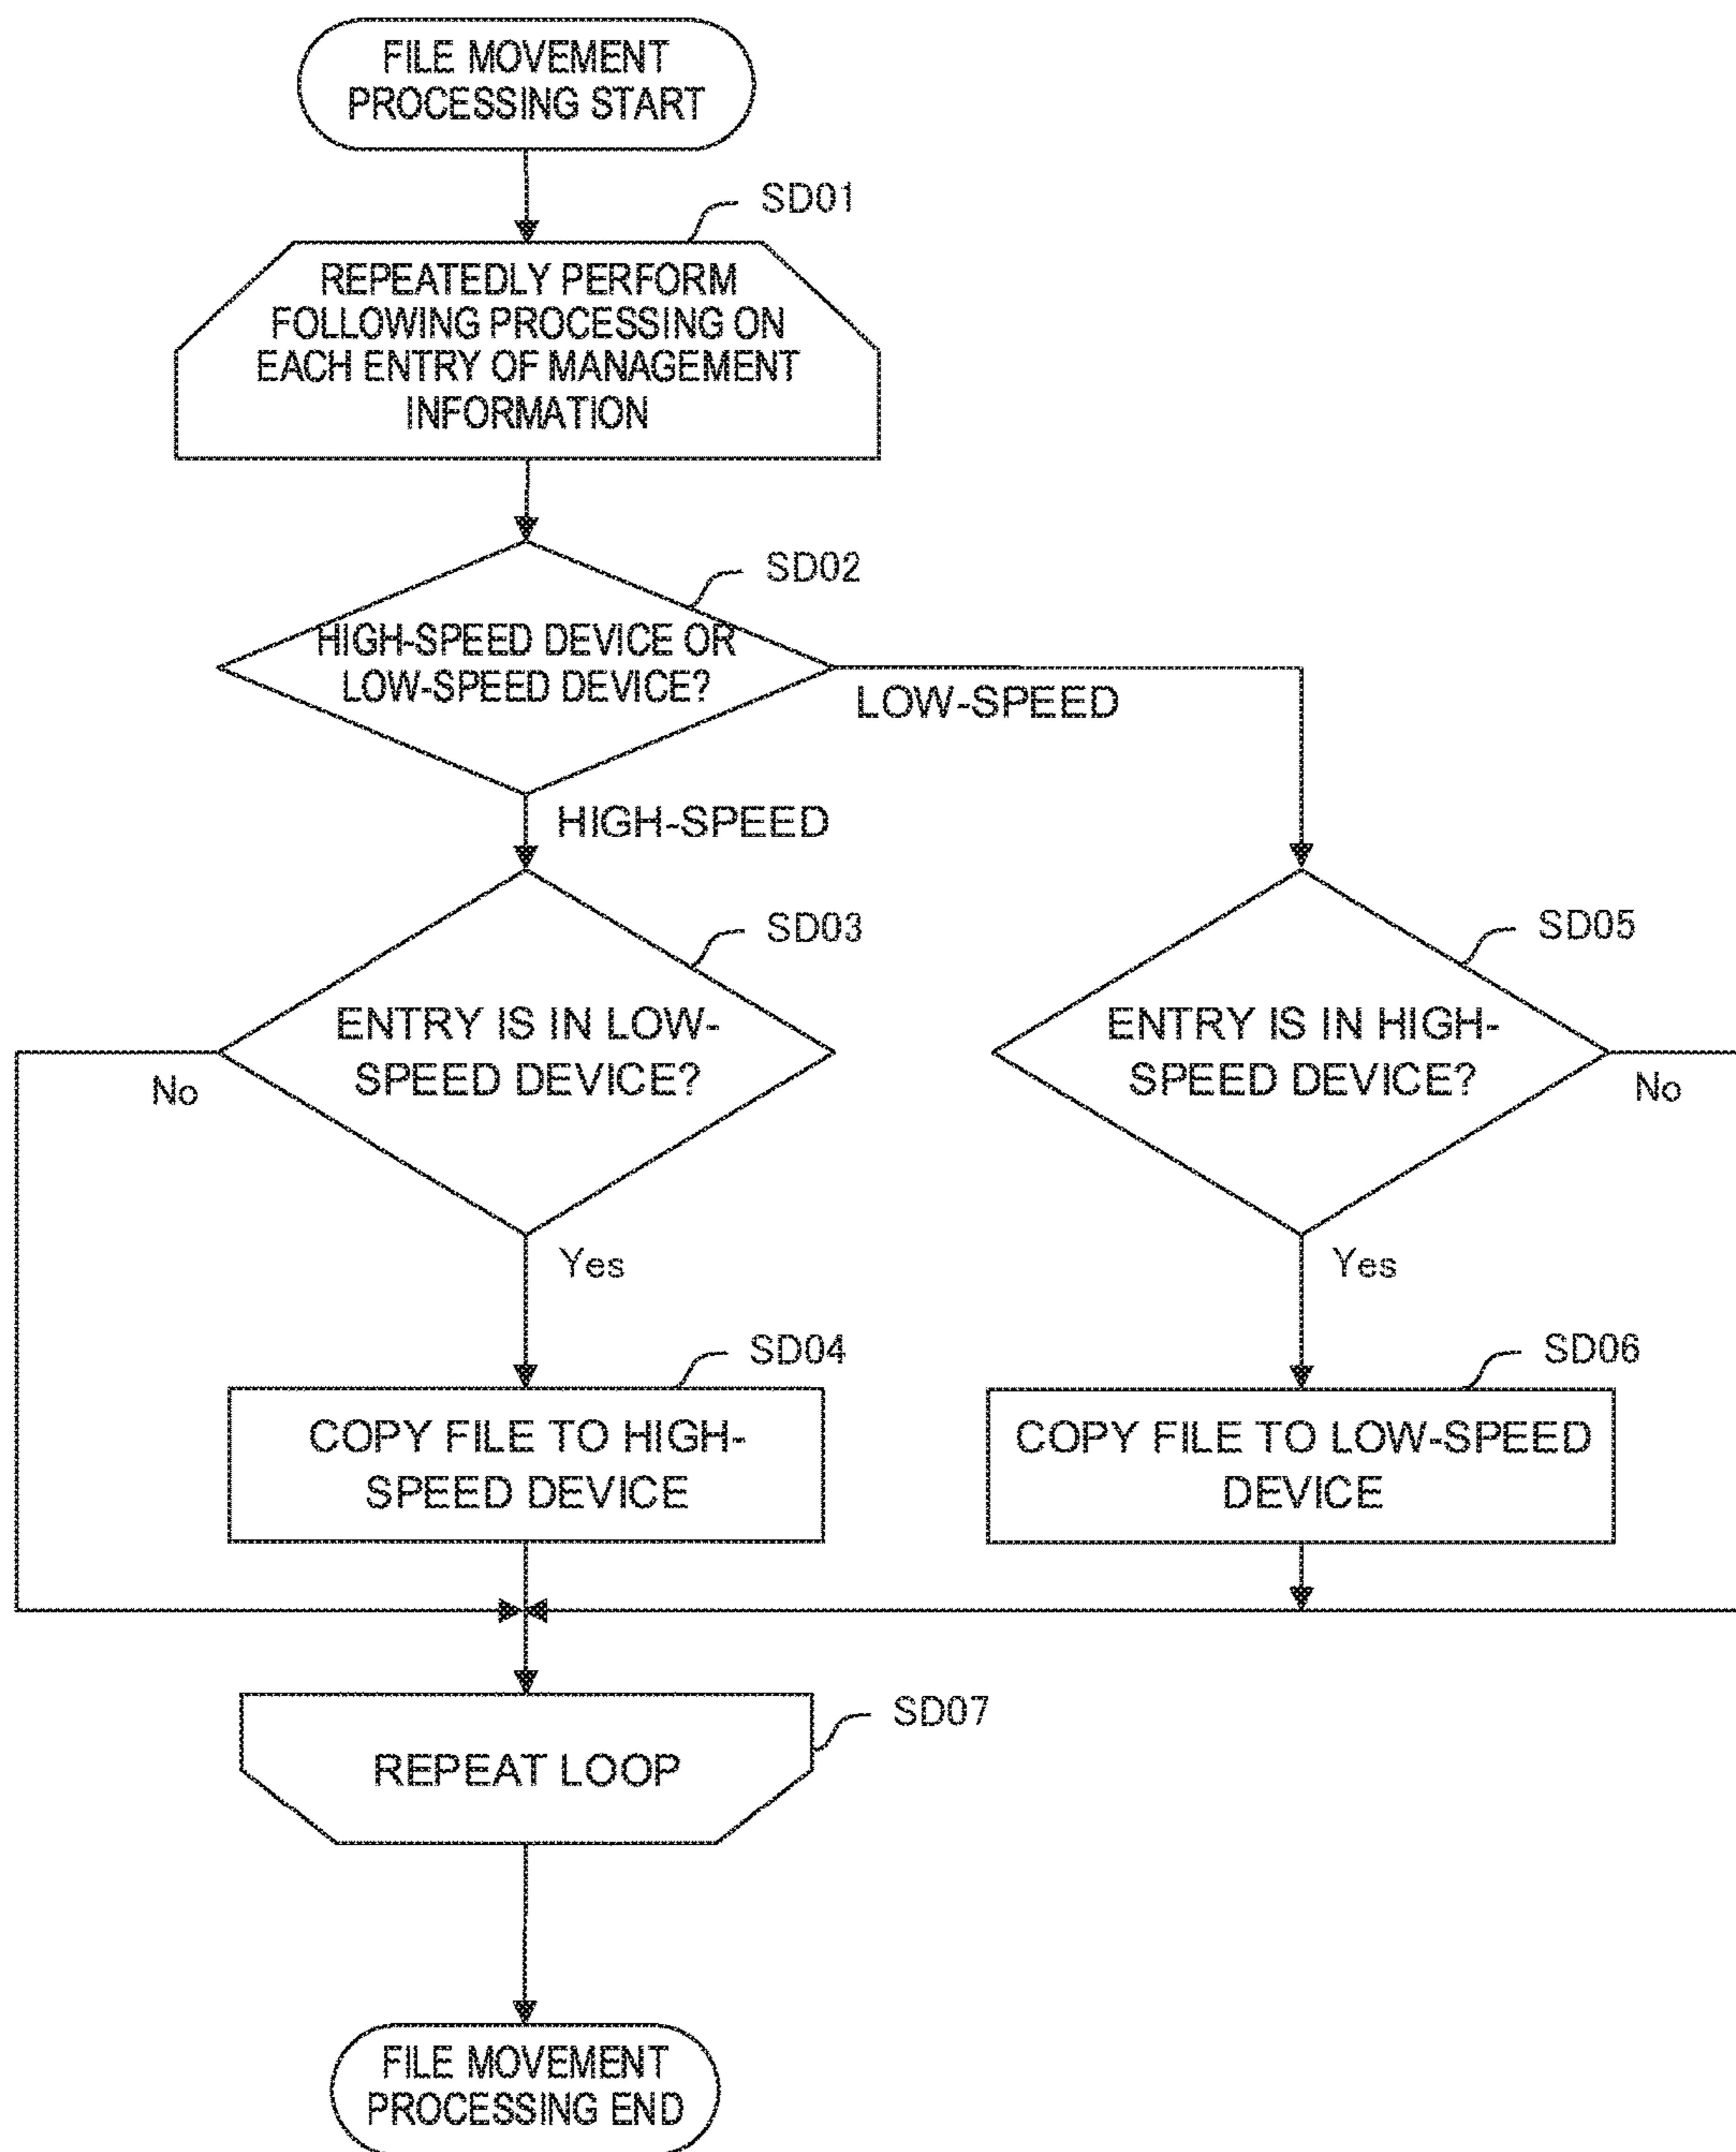 FILE MOVEMENT
PROCESSING START
SD01
REPEATEDLY PERFORM
FOLLOWING PROCESSING ON
EACH ENTRY OF MANAGEMENT
INFORMATION
SD02
HIGH-SPEED DEVICE OR
LOW-SPEED DEVICE?
LOW-SPEED
HIGH-SPEED
SD03
ENTRY IS IN LOW-
SPEED DEVICE?
No
Yes
SD05
ENTRY IS IN HIGH-
SPEED DEVICE?
No
Yes
SD04
COPY FILE TO HIGH-
SPEED DEVICE
SD06
COPY FILE TO LOW-SPEED
DEVICE
SD07
REPEAT LOOP
FILE MOVEMENT
PROCESSING END